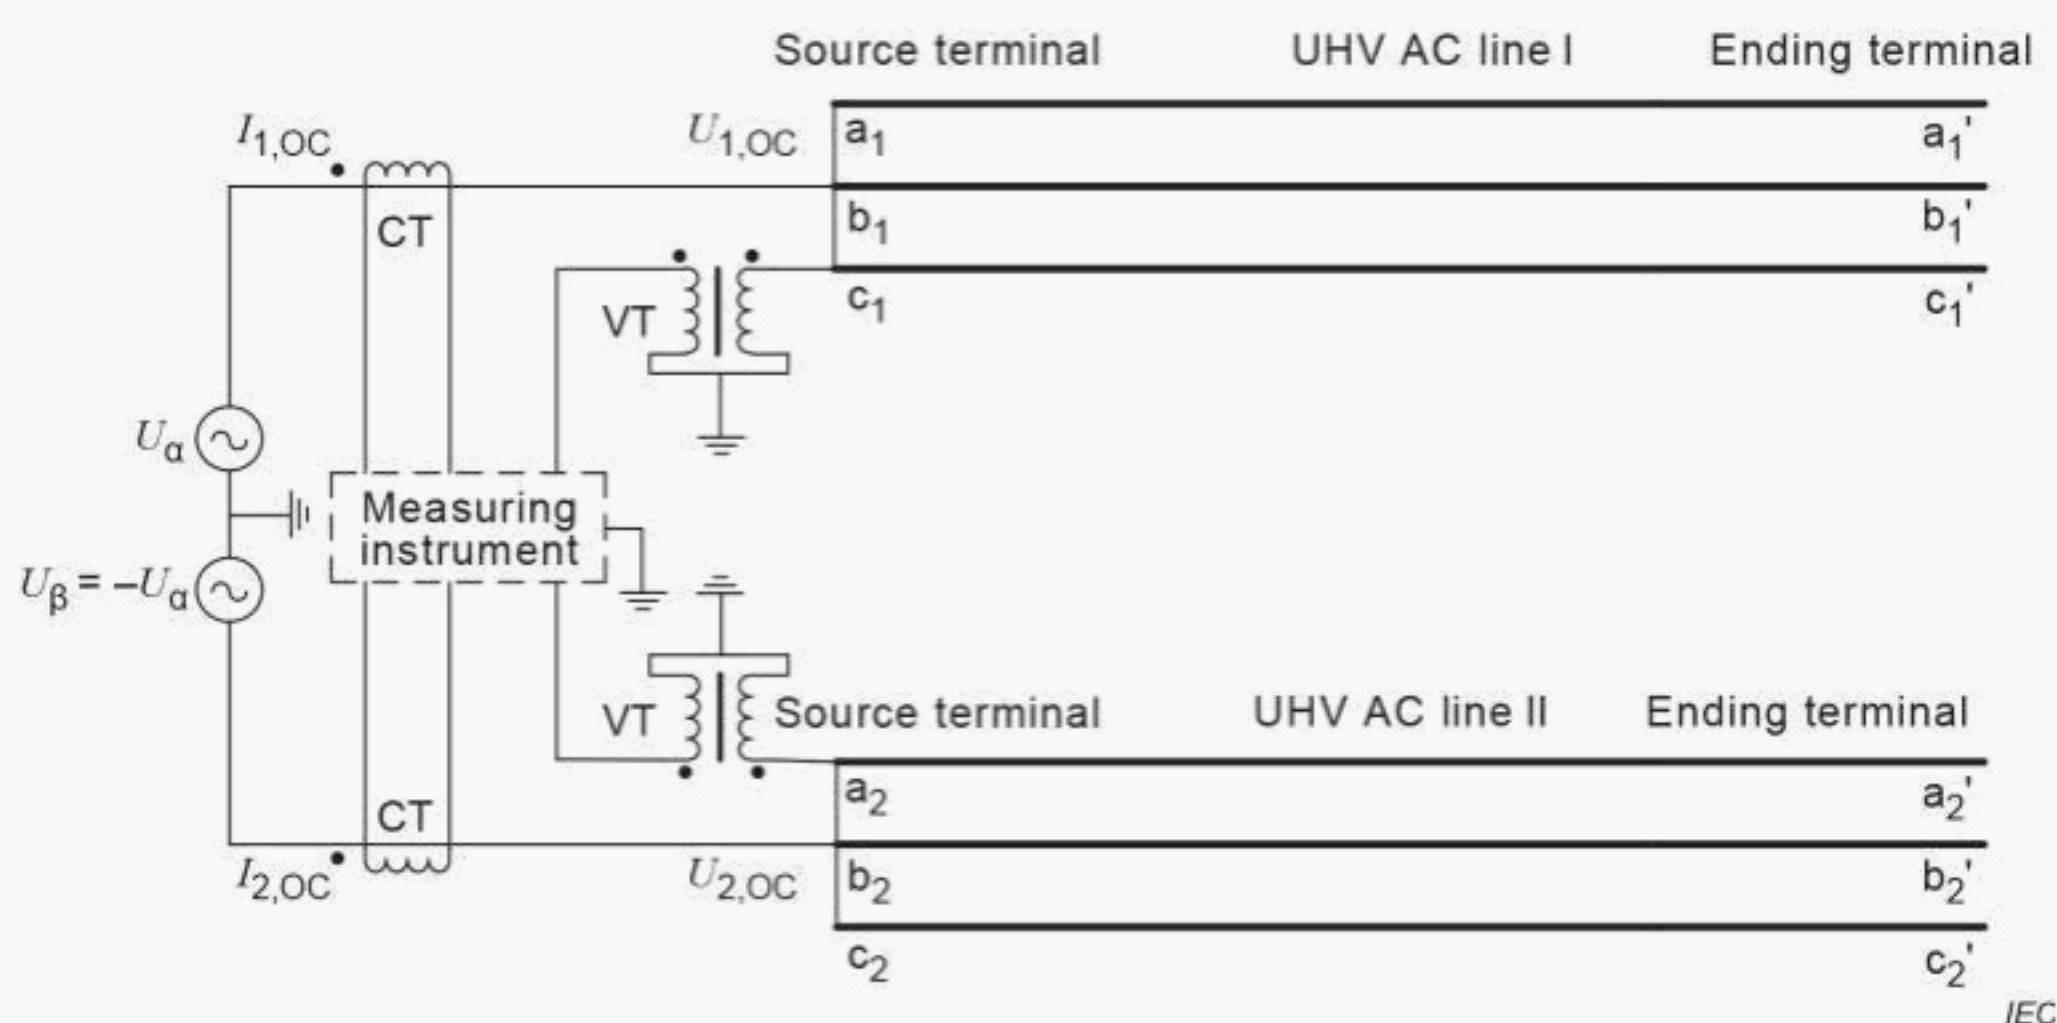 Source terminal UHV AC line I Ending terminal
I1,OC U1,OC a1 a1'
CT b1 b1'
VT c1 c1'
Uα
Measuring
instrument
Uβ = –Uα
VT Source terminal UHV AC line II Ending terminal
CT a2 a2'
I2,OC U2,OC b2 b2'
c2 c2'
IEC